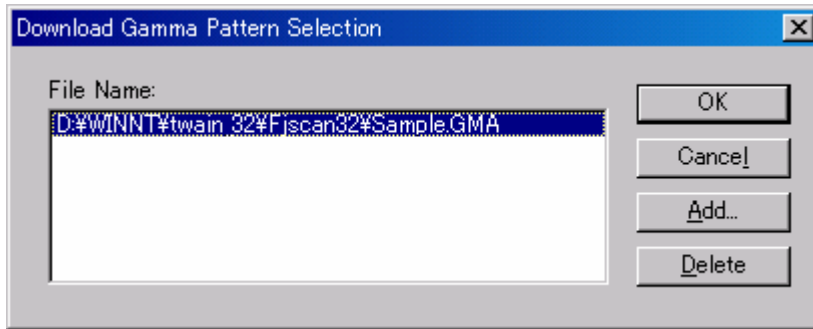 Download Gamma Pattern Selection
File Name:
D:¥WINNT¥twain_32¥Fjscan32¥Sample.GMA
OK
Cancel
Add...
Delete